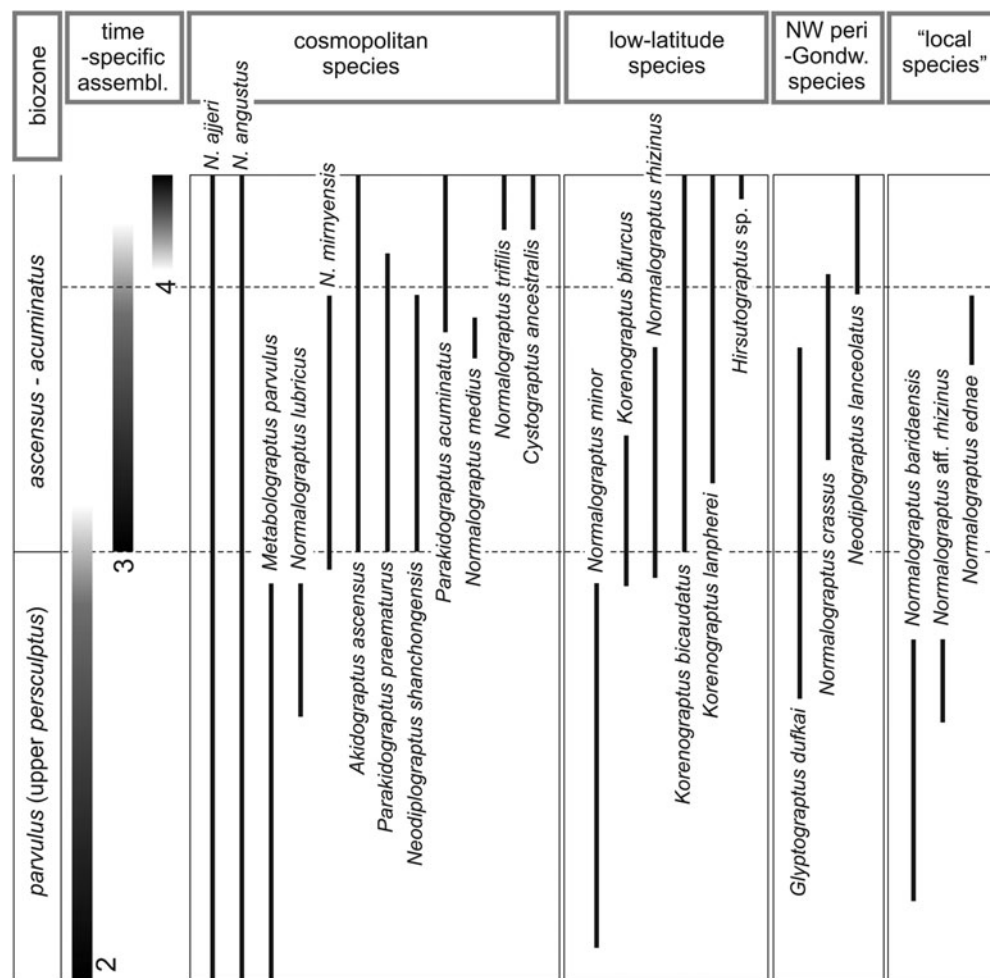 biozone
time
-specific
assembl.
cosmopolitan
species
low-latitude
species
NW peri
-Gondw.
species
“local
species”
ascensus - acuminatus
parvulus (upper persculptus)
2
3
4
N. ajjeri
N. angustus
Metabolograptus parvulus
Normalograptus lubricus
N. mirnyensis
Akidograptus ascensus
Parakidograptus praematurus
Neodiplograptus shanchongensis
Parakidograptus acuminatus
Normalograptus medius
Normalograptus trifilis
Cystograptus ancestralis
Normalograptus minor
Korenograptus bifurcus
Normalograptus rhizinus
Korenograptus bicaudatus
Korenograptus lanpherei
Hirsutograptus sp.
Glyptograptus dufkai
Normalograptus crassus
Neodiplograptus lanceolatus
Normalograptus baridaensis
Normalograptus aff. rhizinus
Normalograptus ednae